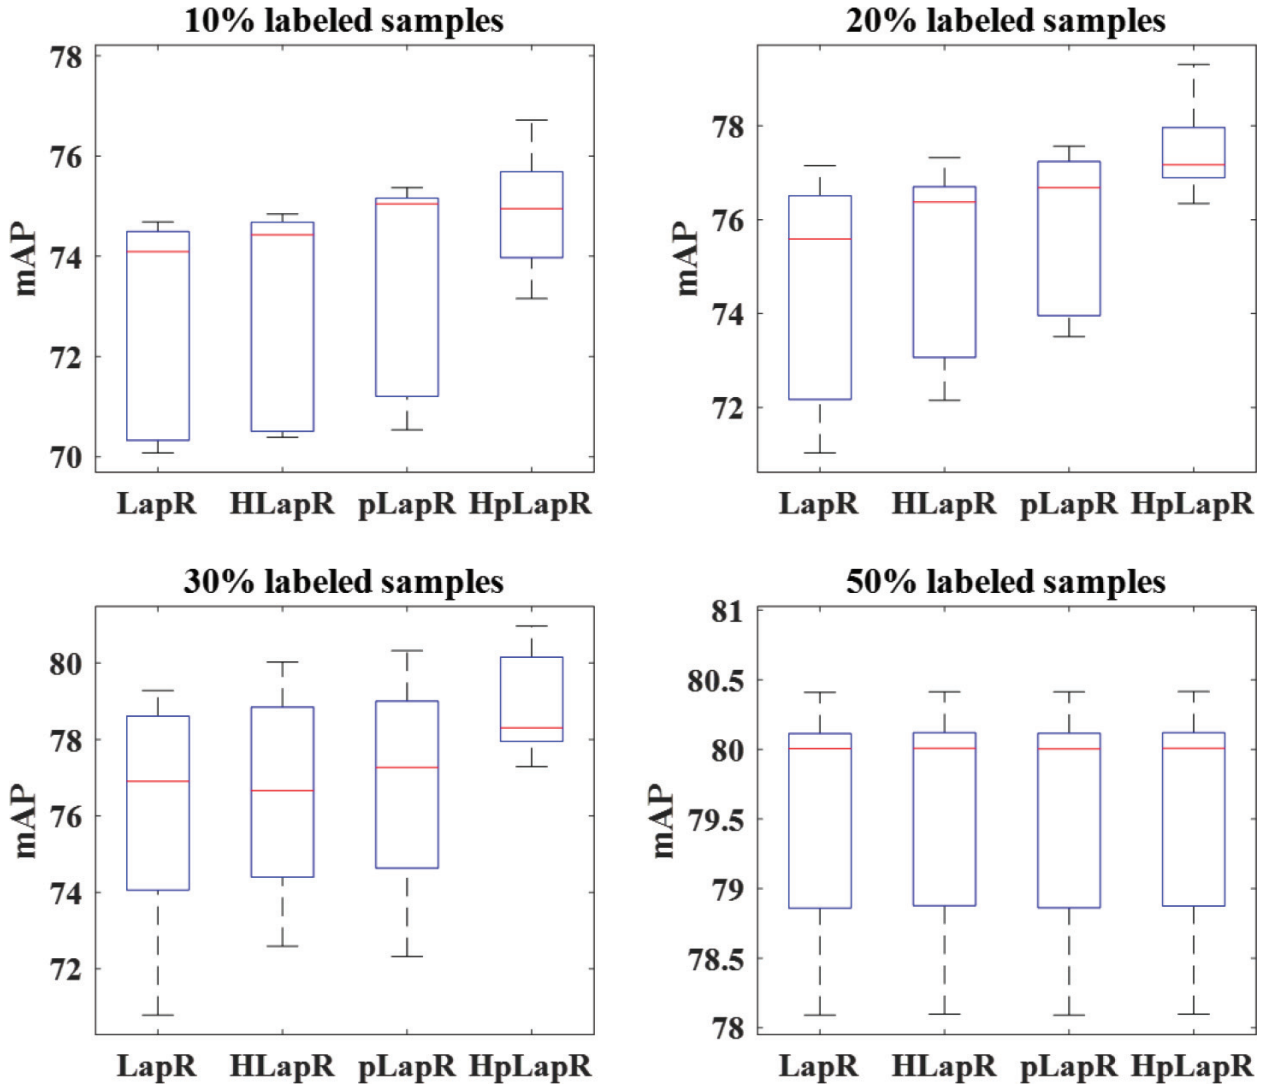 10% labeled samples
78
76
74
72
70
mAP
LapR HLapR pLapR HpLapR
20% labeled samples
78
76
74
72
mAP
LapR HLapR pLapR HpLapR
30% labeled samples
80
78
76
74
72
mAP
LapR HLapR pLapR HpLapR
50% labeled samples
81
80.5
80
79.5
79
78.5
78
mAP
LapR HLapR pLapR HpLapR